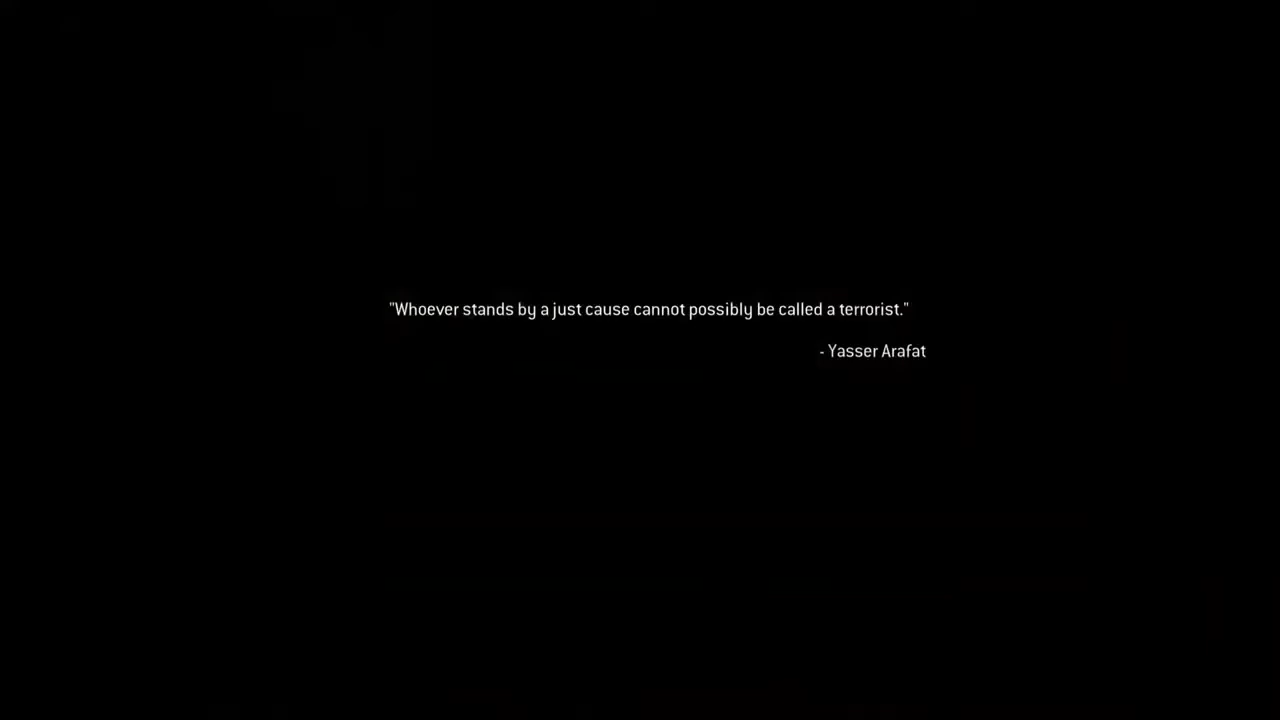 "Whoever stands by a just cause cannot possibly be called a terrorist."
- Yasser Arafat